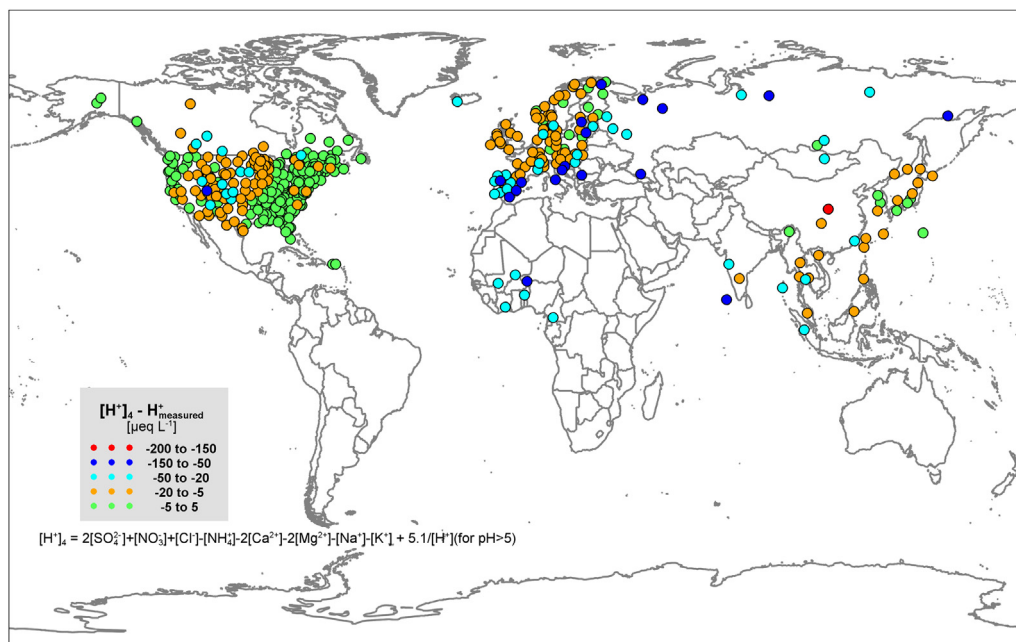 [H⁺]₄ - H⁺measured
[µeq L⁻¹]
-200 to -150
-150 to -50
-50 to -20
-20 to -5
-5 to 5
[H⁺]₄ = 2[SO₄²⁻]+[NO₃⁻]+[Cl⁻]-[NH₄⁺]-2[Ca²⁺]-2[Mg²⁺]-[Na⁺]-[K⁺] + 5.1/[H⁺](for pH>5)